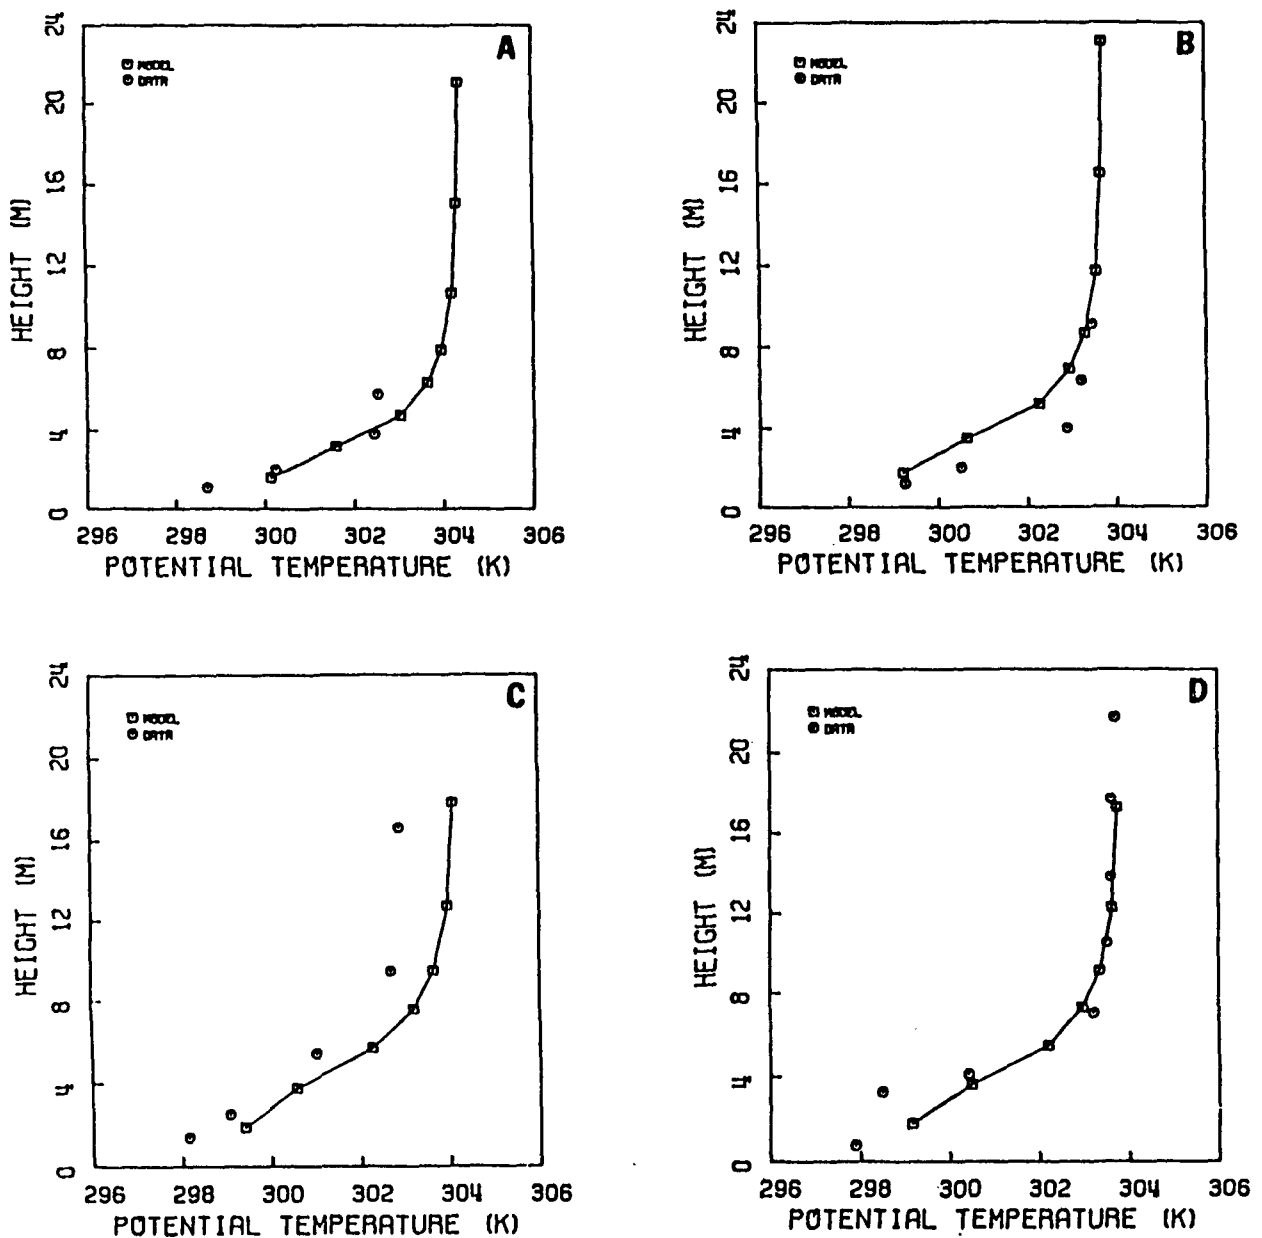 A
MODEL
DATA
24
20
16
12
8
4
0
HEIGHT (M)
296 298 300 302 304 306
POTENTIAL TEMPERATURE (K)
B
MODEL
DATA
24
20
16
12
8
4
0
HEIGHT (M)
296 298 300 302 304 306
POTENTIAL TEMPERATURE (K)
C
MODEL
DATA
24
20
16
12
8
4
0
HEIGHT (M)
296 298 300 302 304 306
POTENTIAL TEMPERATURE (K)
D
MODEL
DATA
24
20
16
12
8
4
0
HEIGHT (M)
296 298 300 302 304 306
POTENTIAL TEMPERATURE (K)